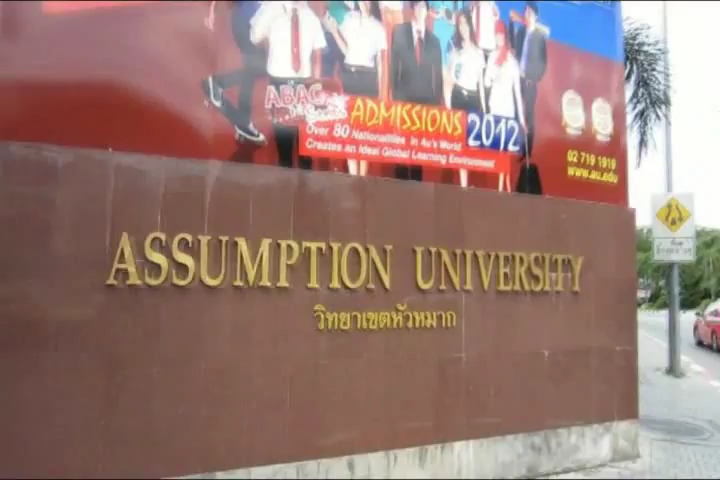 ABAC
ADMISSIONS 2012
Over 80 Nationalities in Au's World
Creates an Ideal Global Learning Environment
02 719 1919
www.au.edu
ASSUMPTION UNIVERSITY
วิทยาเขตหัวหมาก